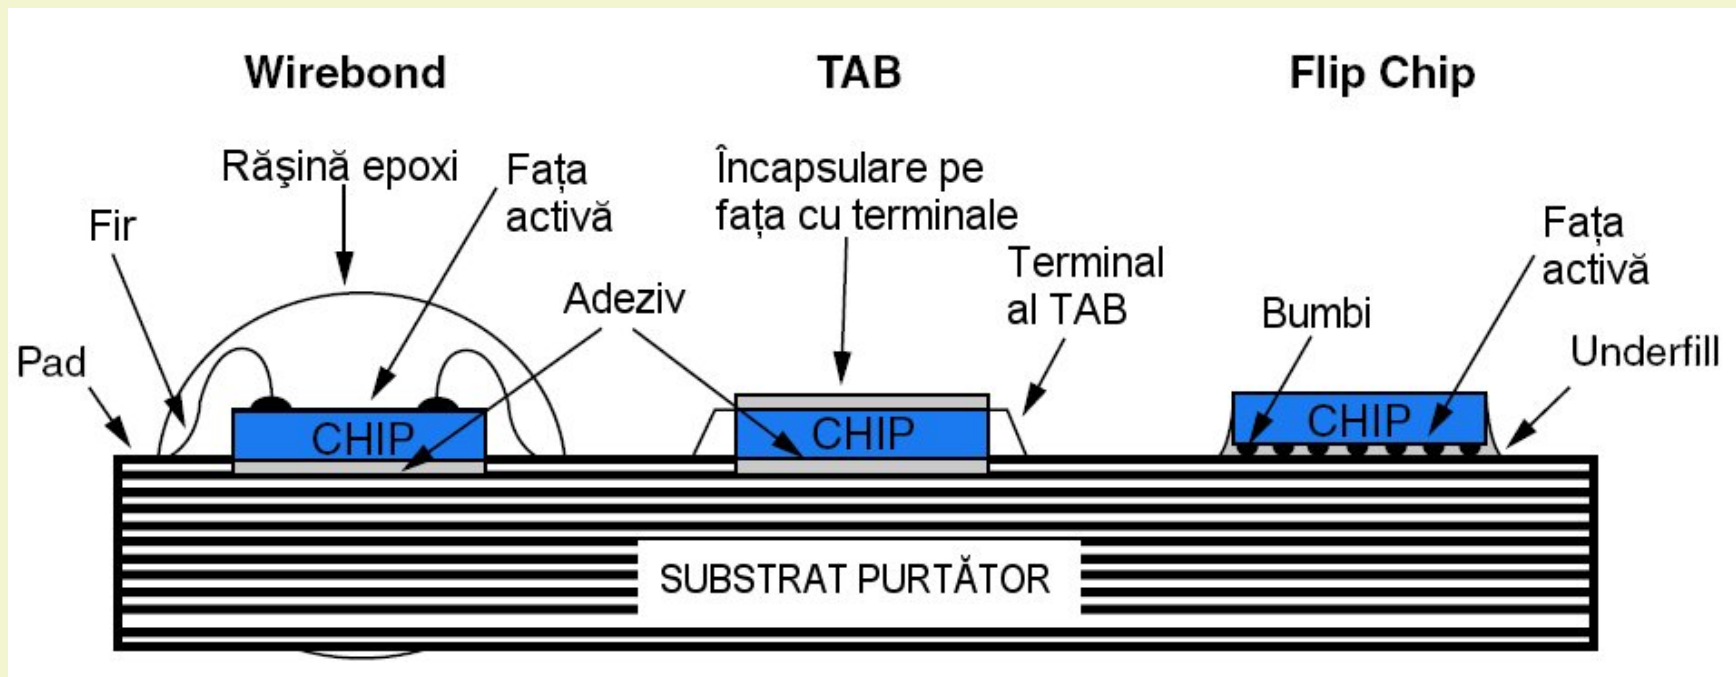 Wirebond
TAB
Flip Chip
Răşină epoxi
Fața
activă
Încapsulare pe
fața cu terminale
Fir
Fața
activă
Terminal
al TAB
Adeziv
Bumbi
Pad
Underfill
CHIP
CHIP
CHIP
SUBSTRAT PURTĂTOR